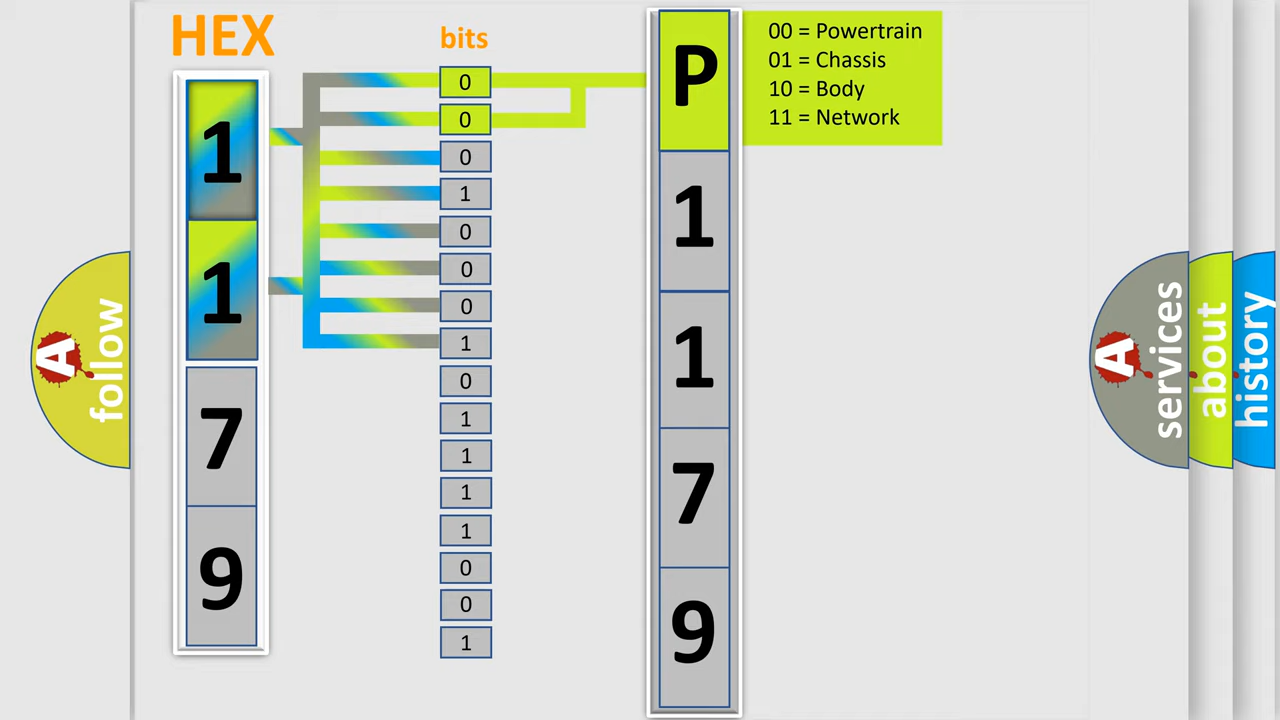 HEX
bits
00 = Powertrain
01 = Chassis
10 = Body
11 = Network
1
1
7
9
0
0
0
1
0
0
0
1
0
1
1
1
1
0
0
1
P
1
1
7
9
A
follow
A
services
about
history